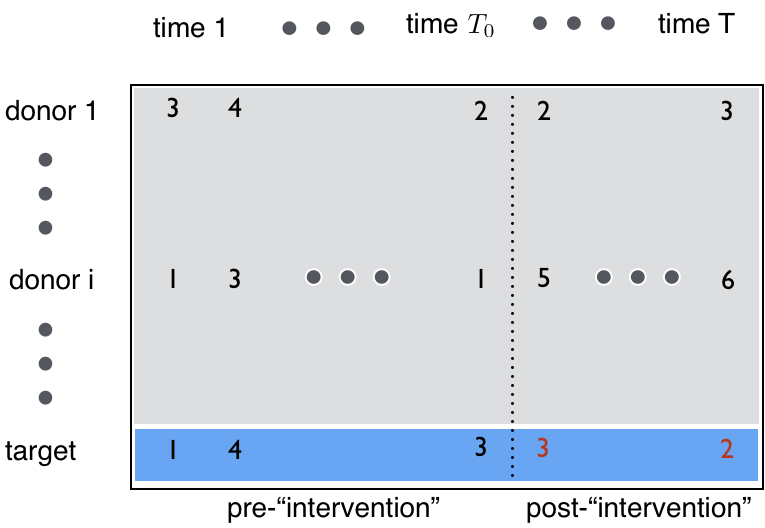 time 1 time T₀ time T
donor 1 3 4 2 2 3
donor i 1 3 1 5 6
target 1 4 3 3 2
pre-“intervention” post-“intervention”